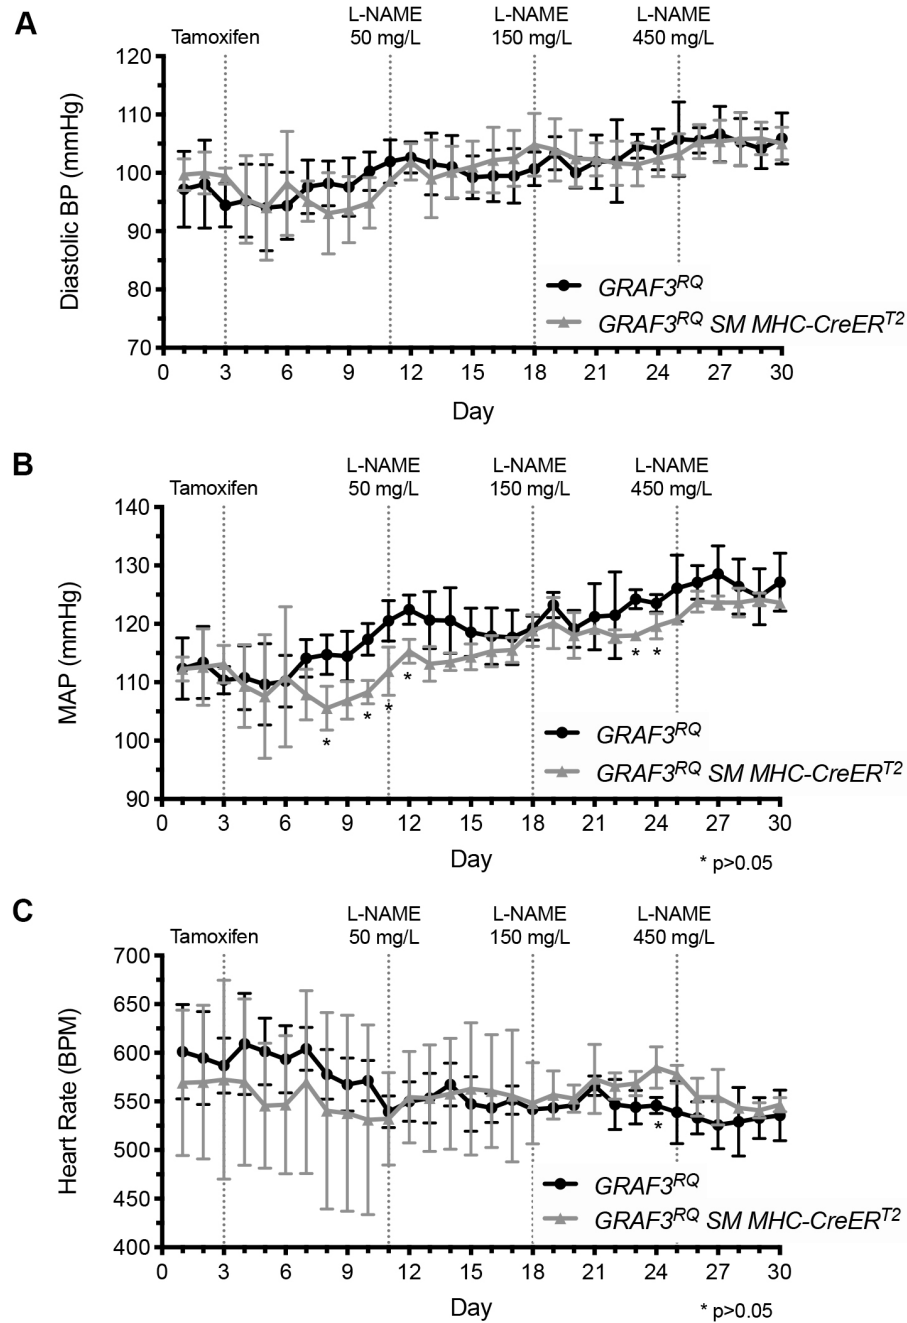 A
Tamoxifen
L-NAME
50 mg/L
L-NAME
150 mg/L
L-NAME
450 mg/L
Diastolic BP (mmHg)
120
110
100
90
80
70
GRAF3RQ
GRAF3RQ SM MHC-CreERT2
0 3 6 9 12 15 18 21 24 27 30
Day
B
Tamoxifen
L-NAME
50 mg/L
L-NAME
150 mg/L
L-NAME
450 mg/L
MAP (mmHg)
140
130
120
110
100
90
* * * * * *
GRAF3RQ
GRAF3RQ SM MHC-CreERT2
0 3 6 9 12 15 18 21 24 27 30
Day
* p>0.05
C
Tamoxifen
L-NAME
50 mg/L
L-NAME
150 mg/L
L-NAME
450 mg/L
Heart Rate (BPM)
700
650
600
550
500
450
400
*
GRAF3RQ
GRAF3RQ SM MHC-CreERT2
0 3 6 9 12 15 18 21 24 27 30
Day
* p>0.05